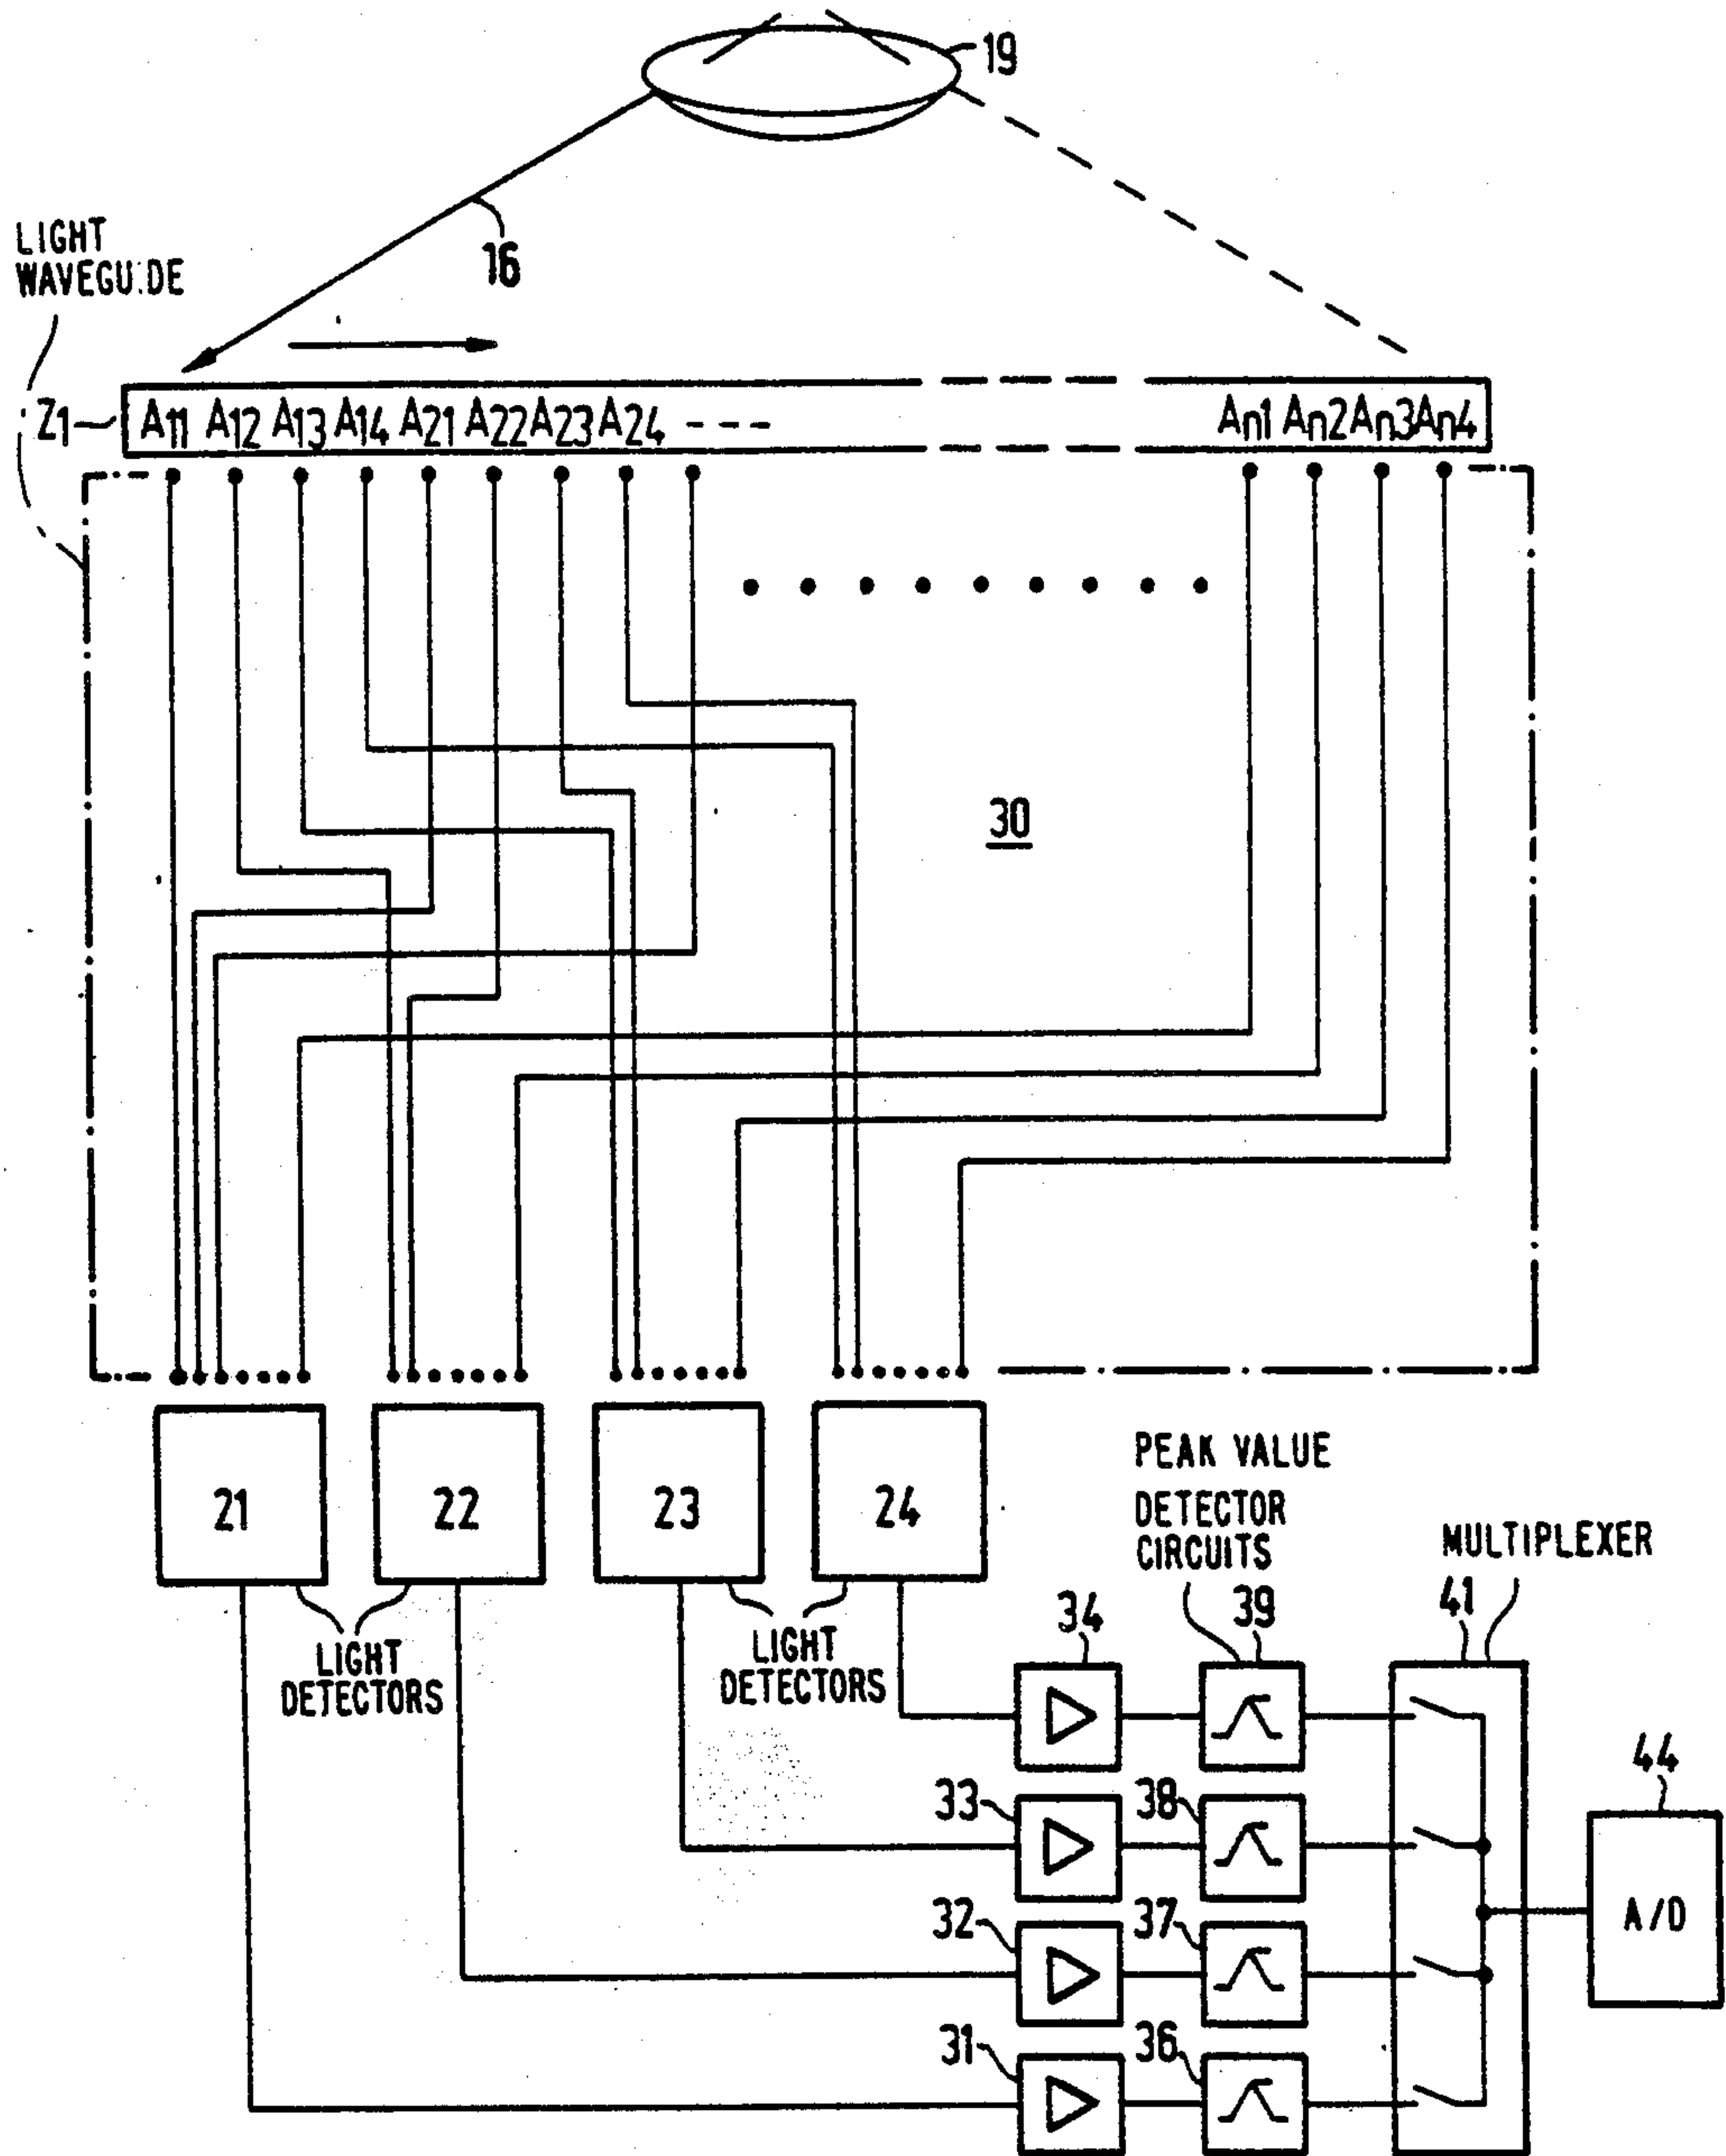 19
LIGHT
WAVEGU:DE
16
Z1 A11 A12 A13 A14 A21 A22 A23 A24 --- An1 An2 An3 An4
30
21 22 23 24
PEAK VALUE
DETECTOR
CIRCUITS
MULTIPLEXER
LIGHT
DETECTORS
LIGHT
DETECTORS
34 39 41
33 38 44
A/D
32 37
31 36